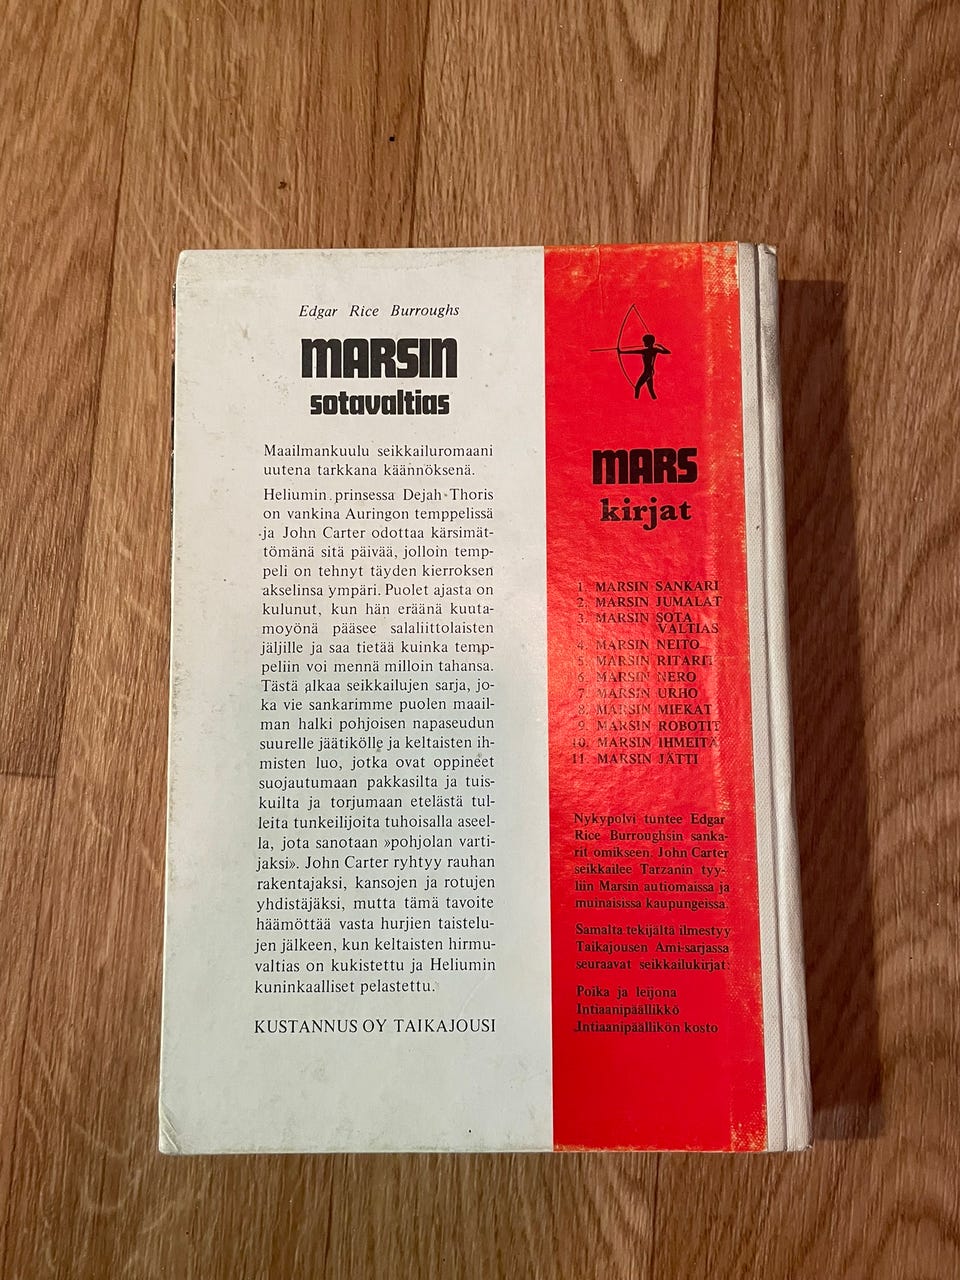 Edgar Rice Burroughs
MARSIN
sotavaltias
Maailmankuulu seikkailuromaani
uutena tarkkana käännöksenä.
Heliumin prinsessa Dejah Thoris
on vankina Auringon temppelissä
ja John Carter odottaa kärsimät-
tömänä sitä päivää, jolloin temp-
peli on tehnyt täyden kierroksen
akselinsa ympäri. Puolet ajasta on
kulunut, kun hän eräänä kuuta-
moyönä pääsee salaliittolaisten
jäljille ja saa tietää kuinka temp-
peliin voi mennä milloin tahansa.
Tästä alkaa seikkailujen sarja, jo-
ka vie sankarimme puolen maail-
man halki pohjoisen napaseudun
suurelle jäätikölle ja keltaisten ih-
misten luo, jotka ovat oppineet
suojautumaan pakkasilta ja tuis-
kuilta ja torjumaan etelästä tul-
leita tunkeilijoita tuhoisalla aseel-
la, jota sanotaan »pohjolan varti-
jaksi». John Carter ryhtyy rauhan
rakentajaksi, kansojen ja rotujen
yhdistäjäksi, mutta tämä tavoite
häämöttää vasta hurjien taistelu-
jen jälkeen, kun keltaisten hirmu-
valtias on kukistettu ja Heliumin
kuninkaalliset pelastettu.
KUSTANNUS OY TAIKAJOUSI
MARS
kirjat
1. MARSIN SANKARI
2. MARSIN JUMALAT
3. MARSIN SOTA
VALTIAS
4. MARSIN NEITO
5. MARSIN RITARIT
6. MARSIN NERO
7. MARSIN URHO
8. MARSIN MIEKAT
9. MARSIN ROBOTIT
10. MARSIN IHMEITÄ
11. MARSIN JÄTTI
Nykypolvi tuntee Edgar
Rice Burroughsin sanka-
rit omikseen. John Carter
seikkailee Tarzanin tyy-
liin Marsin autiomaissa ja
muinaisissa kaupungeissa.
Samalta tekijältä ilmestyy
Taikajousen Ami-sarjassa
seuraavat seikkailukirjat:
Poika ja leijona
Intiaanipäällikkö
Intiaanipäällikön kosto